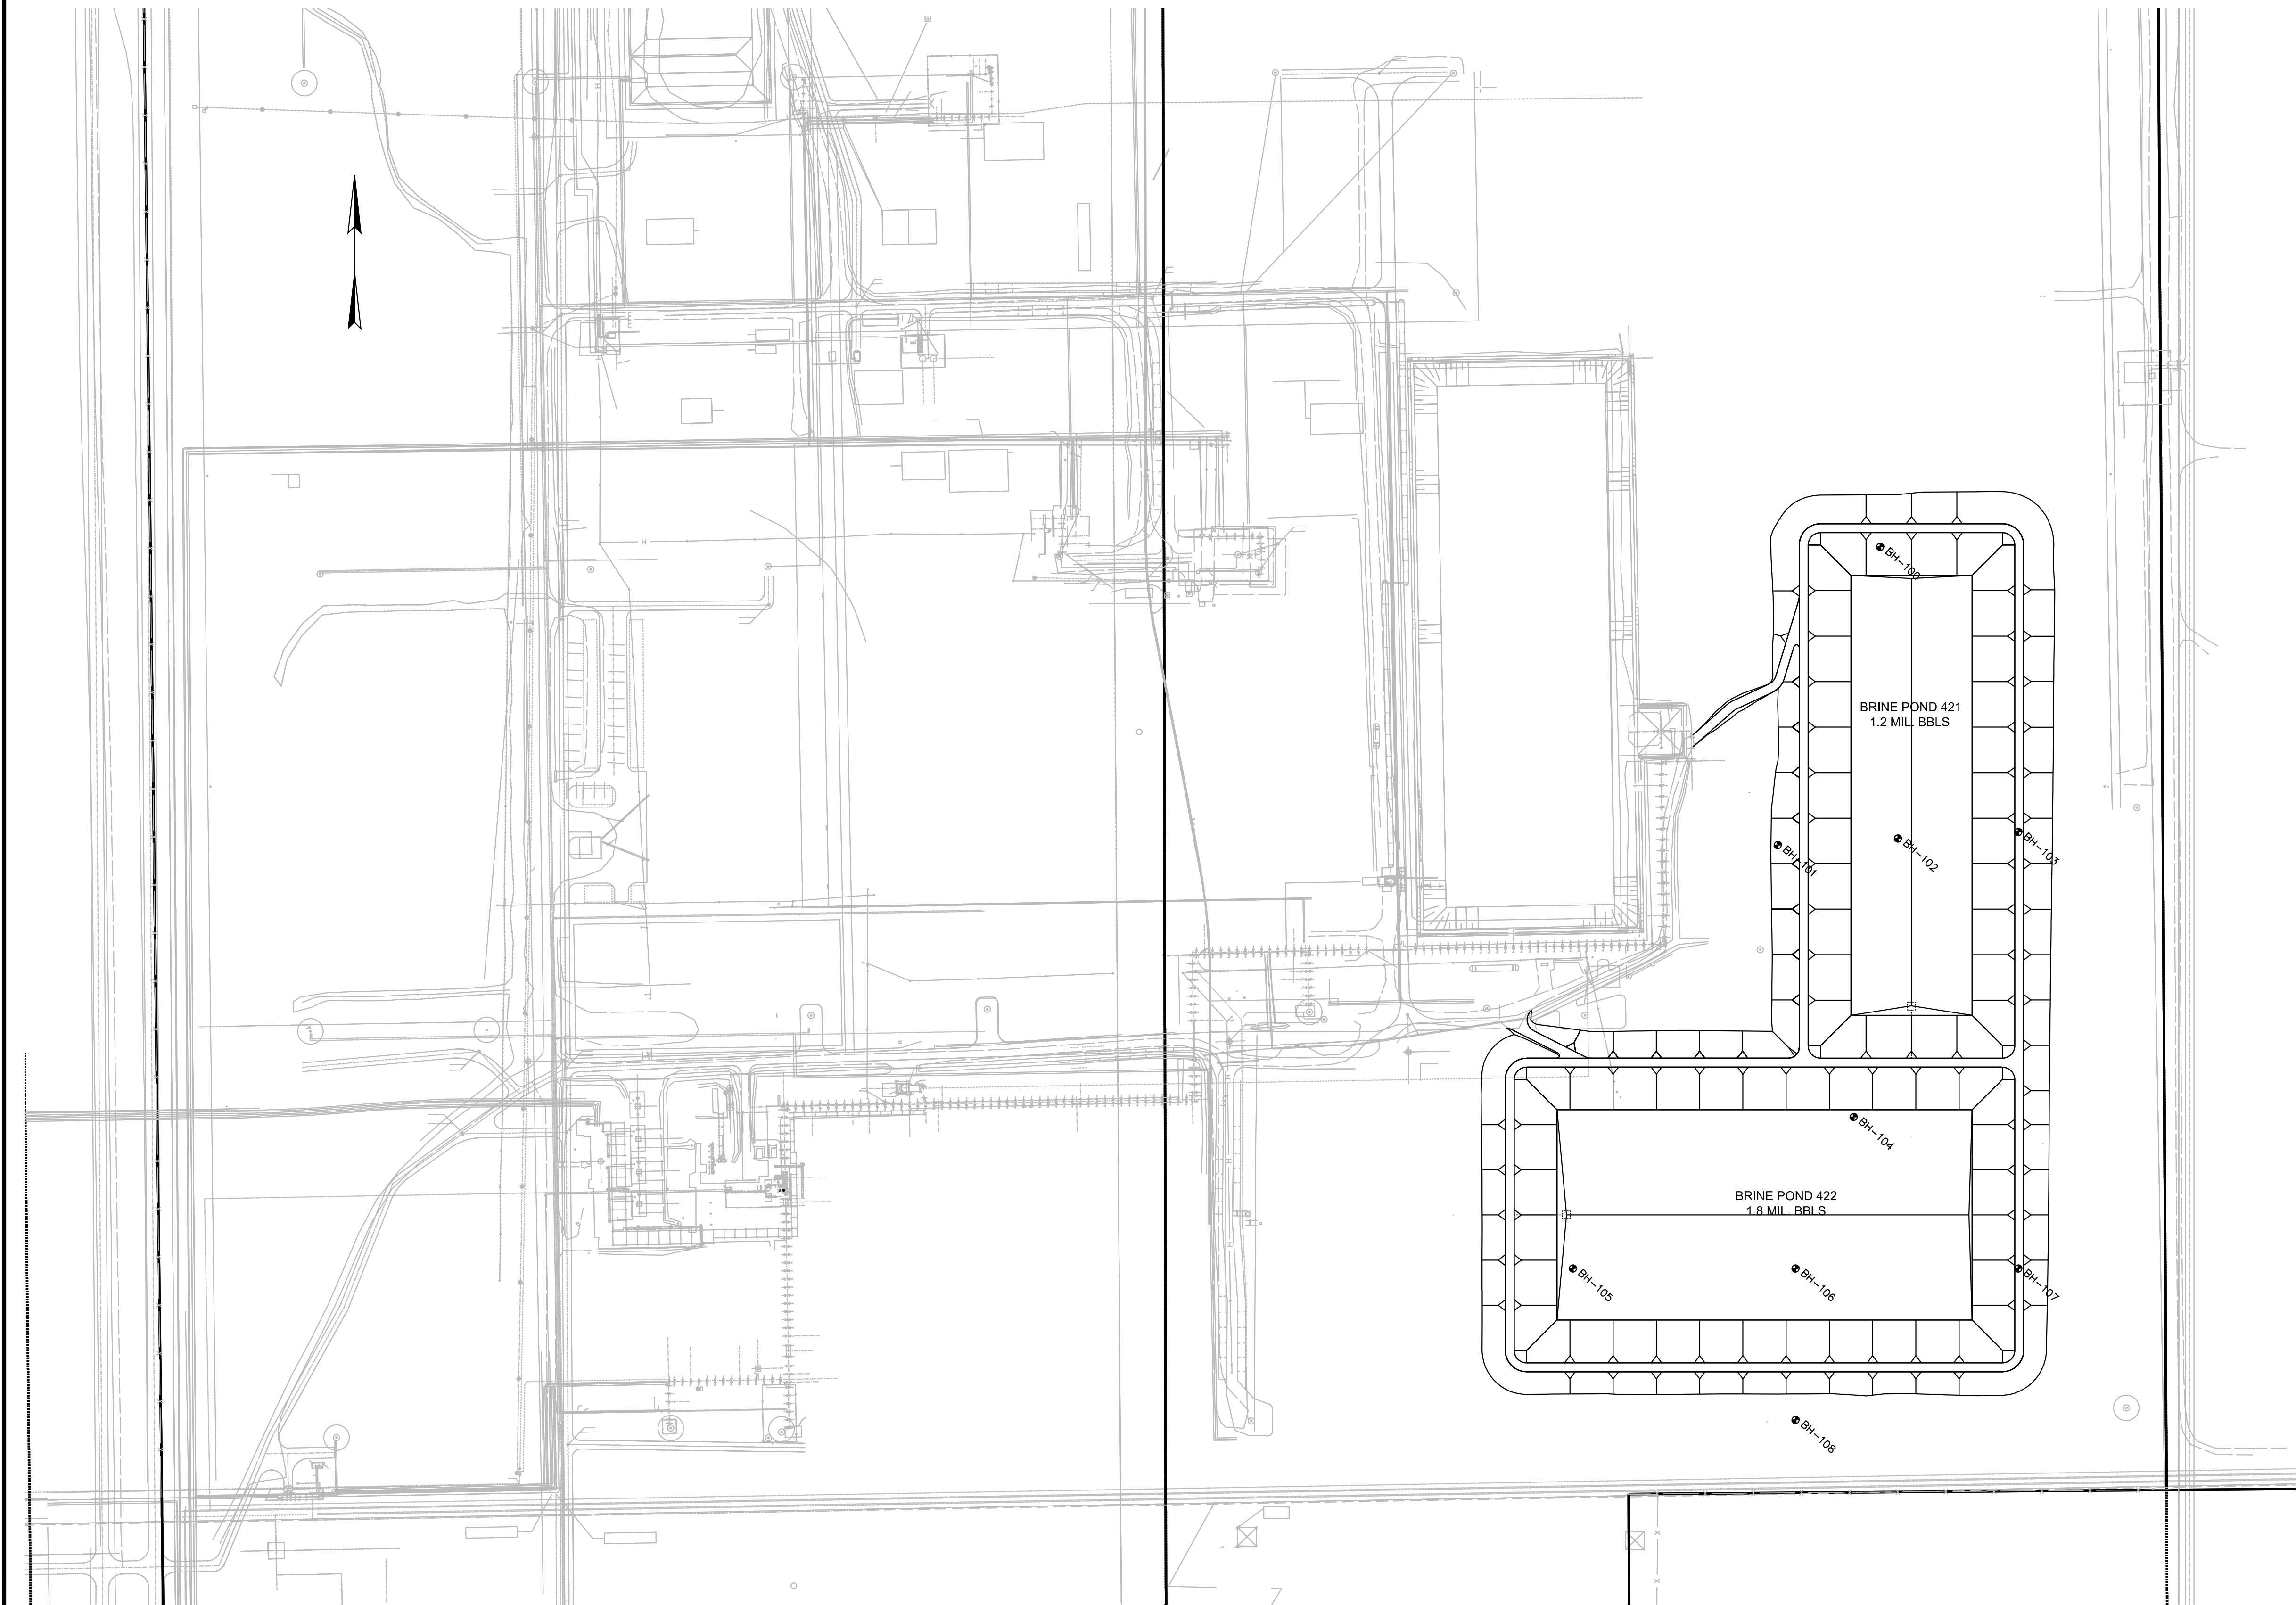 BH-100
BRINE POND 421
1.2 MIL. BBLS
BH-103
BH-102
BH-101
BH-104
BRINE POND 422
1.8 MIL. BBLS
BH-105
BH-106
BH-107
BH-108